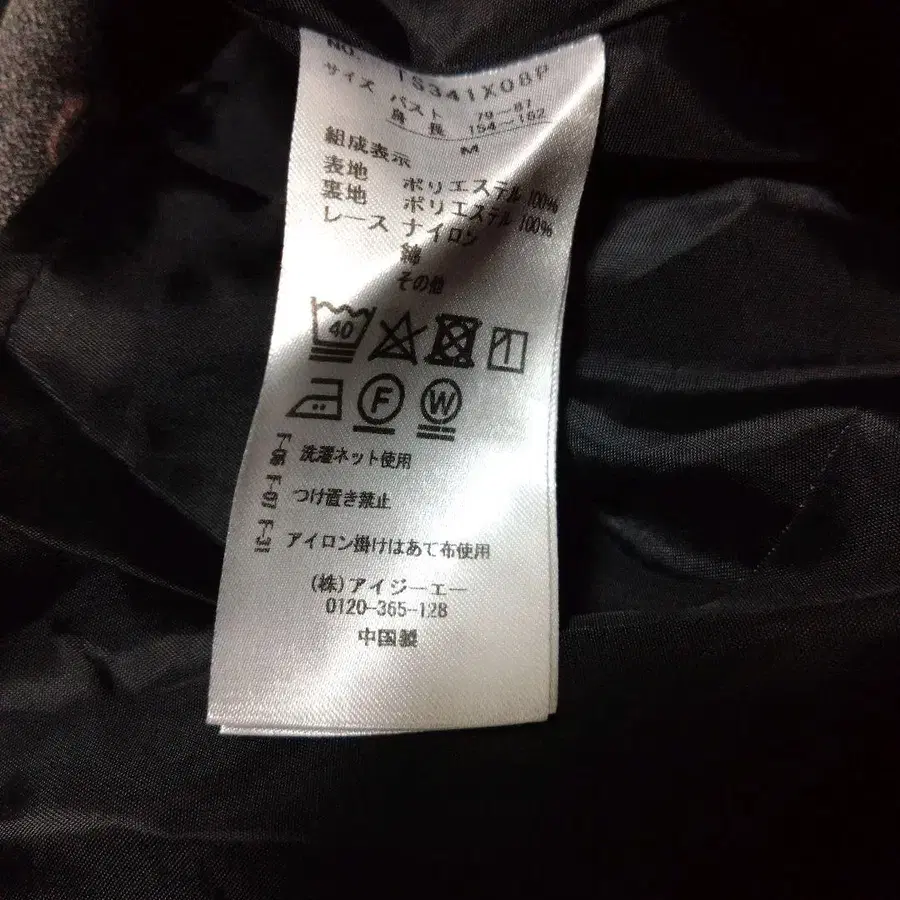 NO. IS341X08P
サイズ バスト 79~87
身長 154~162
M
組成表示
表地 ポリエステル 100%
裏地 ポリエステル 100%
レース ナイロン
綿
その他
40
F W
洗濯ネット使用
つけ置き禁止
アイロン掛けはあて布使用
(株)アイジーエー
0120-365-128
中国製